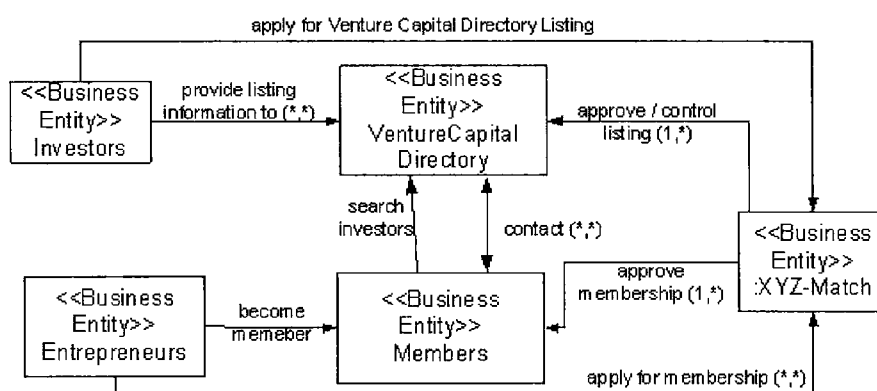 apply for Venture Capital Directory Listing
<<Business
Entity>>
Investors
provide listing
information to (*,*)
<<Business
Entity>>
VentureCapital
Directory
approve / control
listing (1,*)
search
investors
contact (*,*)
<<Business
Entity>>
:XYZ-Match
<<Business
Entity>>
Entrepreneurs
become
memeber
<<Business
Entity>>
Members
approve
membership (1,*)
apply for membership (*,*)